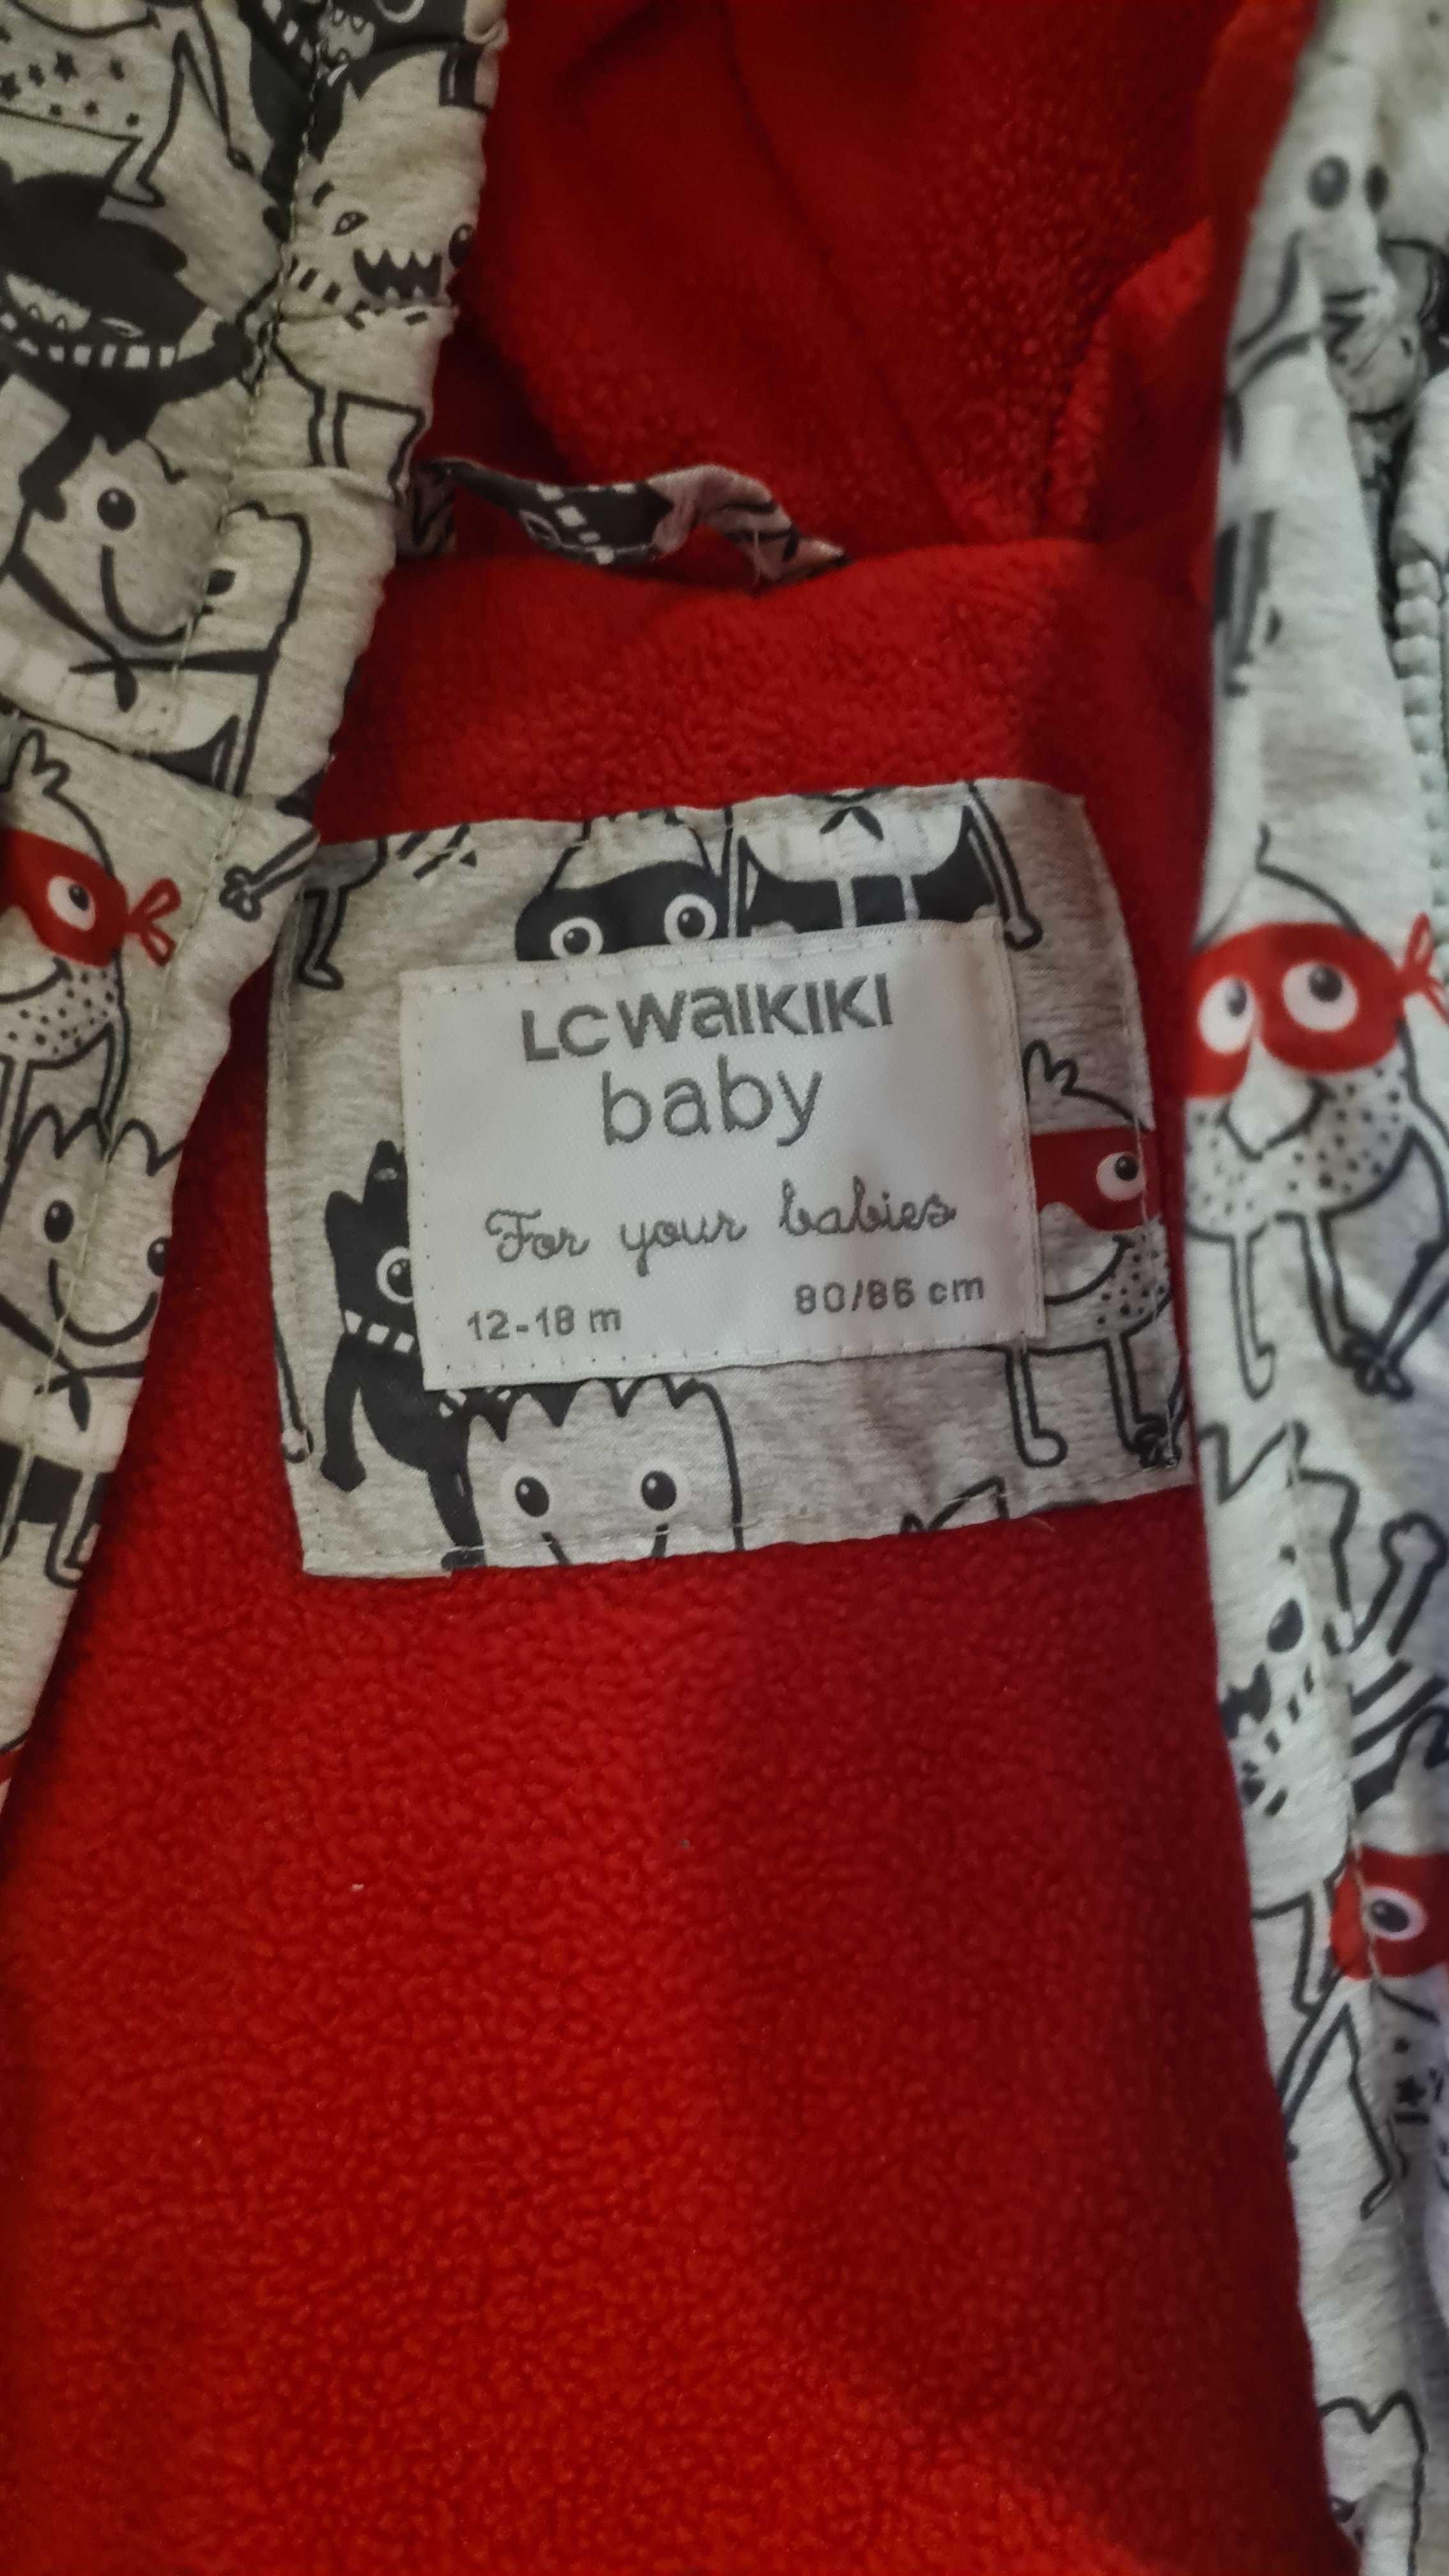 LC WAIKIKI
baby
For your babies
12-18 m 80/86 cm